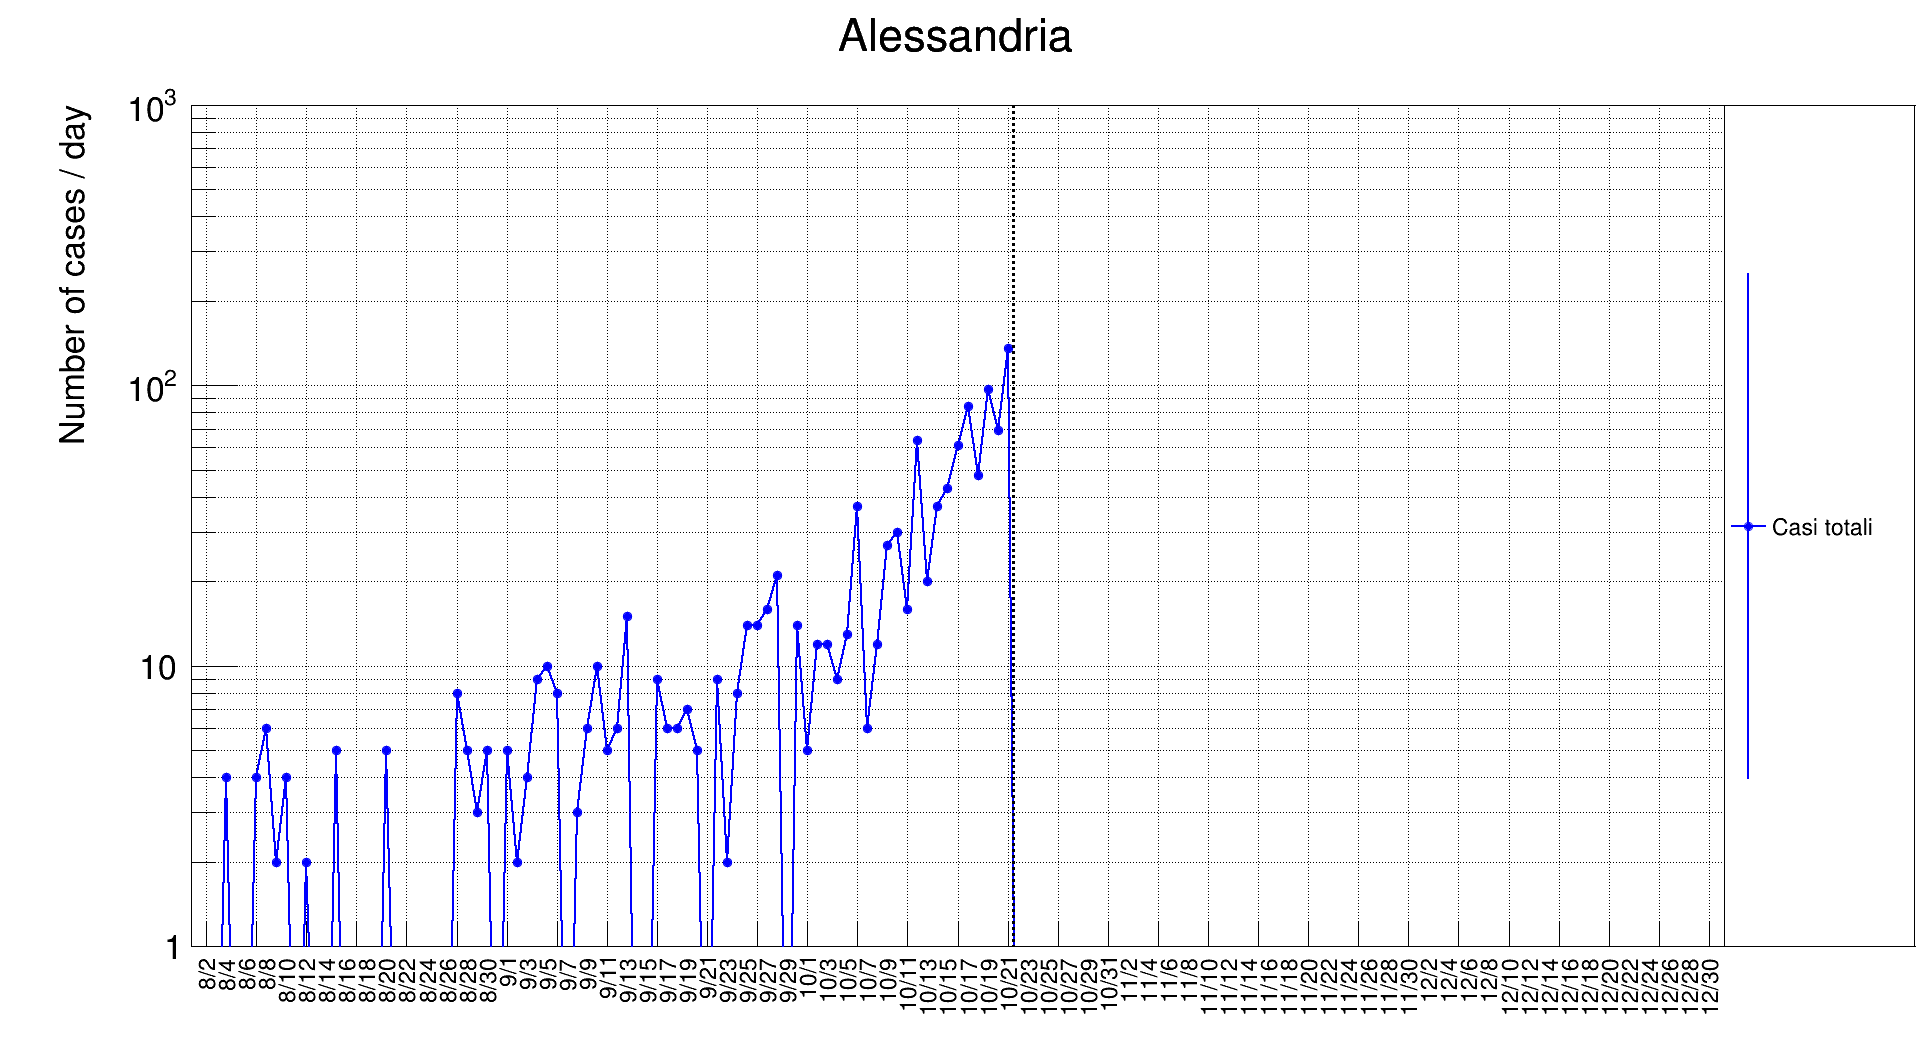 Alessandria
Number of cases / day
10³
10²
10
1
8/2 8/4 8/6 8/8 8/10 8/12 8/14 8/16 8/18 8/20 8/22 8/24 8/26 8/28 8/30 9/1 9/3 9/5 9/7 9/9 9/11 9/13 9/15 9/17 9/19 9/21 9/23 9/25 9/27 9/29 10/1 10/3 10/5 10/7 10/9 10/11 10/13 10/15 10/17 10/19 10/21 10/23 10/25 10/27 10/29 10/31 11/2 11/4 11/6 11/8 11/10 11/12 11/14 11/16 11/18 11/20 11/22 11/24 11/26 11/28 11/30 12/2 12/4 12/6 12/8 12/10 12/12 12/14 12/16 12/18 12/20 12/22 12/24 12/26 12/28 12/30
Casi totali